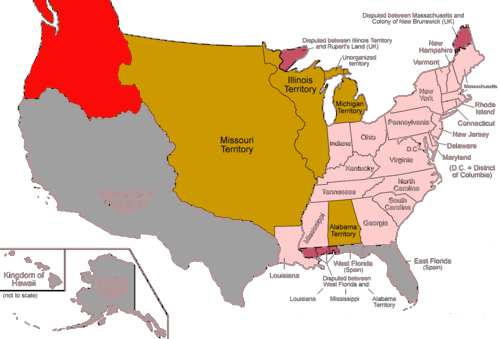 Disputed between Massachusetts and
Colony of New Brunswick (UK)
Disputed between Illinois Territory
and Rupert's Land (UK)
Unorganized
territory
New
Hampshire
Vermont
Massachusetts
New
York
Rhode
Island
Connecticut
New Jersey
Delaware
Maryland
(D.C. = District
of Columbia)
D.C.
Pennsylvania
Illinois
Territory
Michigan
Territory
Missouri
Territory
Indiana
Ohio
Virginia
Kentucky
North
Carolina
Tennessee
South
Carolina
Mississippi
Alabama
Territory
Georgia
Louisiana
West Florida
(Spain)
East Florida
(Spain)
Disputed between
West Florida and
Louisiana
Mississippi
Alabama
Territory
Kingdom of
Hawaii
(not to scale)